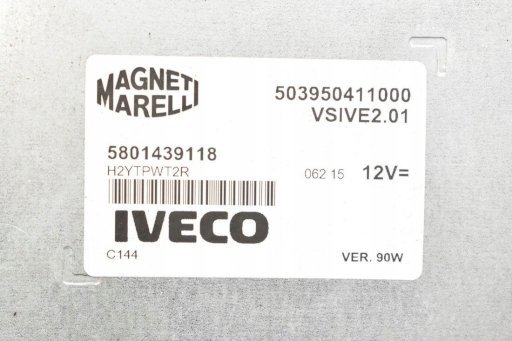 MAGNETI MARELLI
503950411000
VSIVE2.01
5801439118
H2YTPWT2R
062 15 12V=
IVECO
C144
VER. 90W